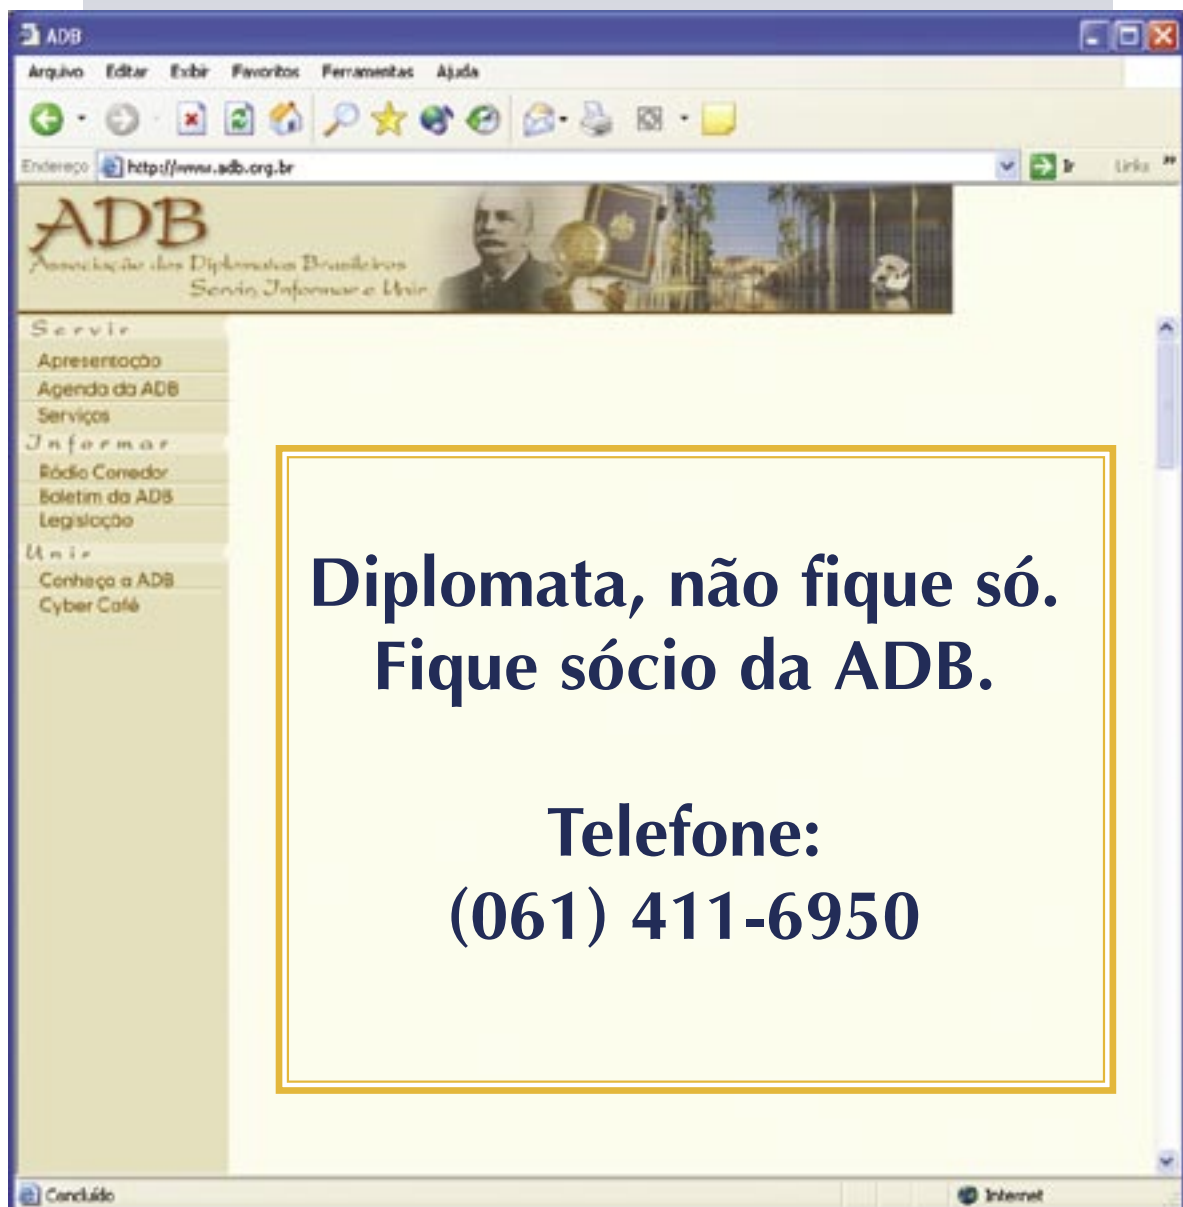 ADB
Arquivo Editar Exibir Favoritos Ferramentas Ajuda
Endereço http://www.adb.org.br Ir Links »
ADB
Associação dos Diplomatas Brasileiros
Servir, Informar e Unir
Servir
Apresentação
Agenda da ADB
Serviços
Informar
Rádio Corredor
Boletim da ADB
Legislação
Unir
Conheça a ADB
Cyber Café
Diplomata, não fique só.
Fique sócio da ADB.
Telefone:
(061) 411-6950
Concluído Internet